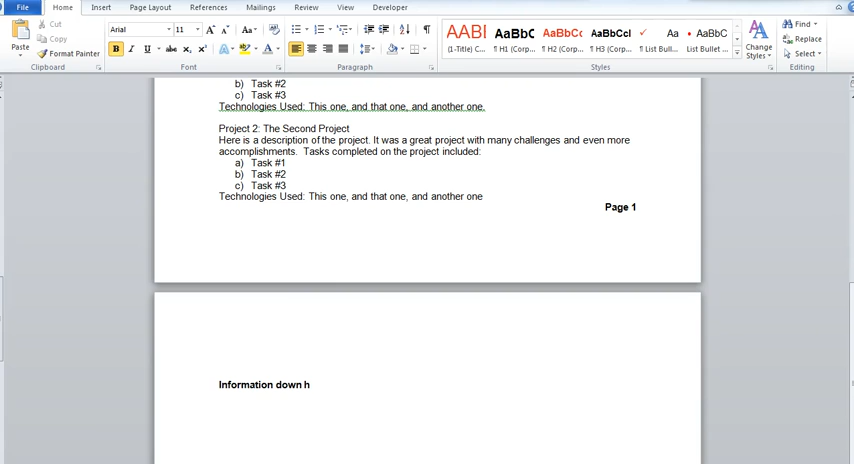 File Home Insert Page Layout References Mailings Review View Developer
Cut
Copy
Paste
Format Painter
Clipboard
Arial 11
Aa
B I U abc x₂ x²
A
Font
Paragraph
AABE AaBbC AaBbCc AaBbCcI Aa AaBbC
(1-Title) C... ¶ H1 (Corp... ¶ H2 (Corp... ¶ H3 (Corp... ¶ List Bull... List Bullet ...
Styles
Change Styles
Find
Replace
Select
Editing
b) Task #2
c) Task #3
Technologies Used: This one, and that one, and another one.
Project 2: The Second Project
Here is a description of the project. It was a great project with many challenges and even more
accomplishments. Tasks completed on the project included:
a) Task #1
b) Task #2
c) Task #3
Technologies Used: This one, and that one, and another one
Page 1
Information down h